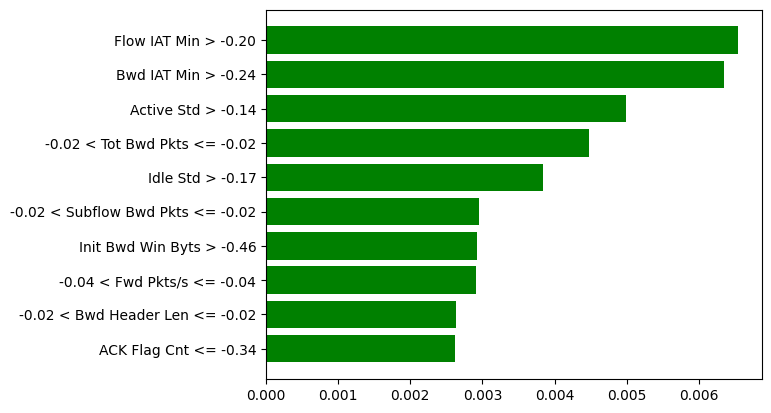 Flow IAT Min > -0.20
Bwd IAT Min > -0.24
Active Std > -0.14
-0.02 < Tot Bwd Pkts <= -0.02
Idle Std > -0.17
-0.02 < Subflow Bwd Pkts <= -0.02
Init Bwd Win Byts > -0.46
-0.04 < Fwd Pkts/s <= -0.04
-0.02 < Bwd Header Len <= -0.02
ACK Flag Cnt <= -0.34
0.000 0.001 0.002 0.003 0.004 0.005 0.006